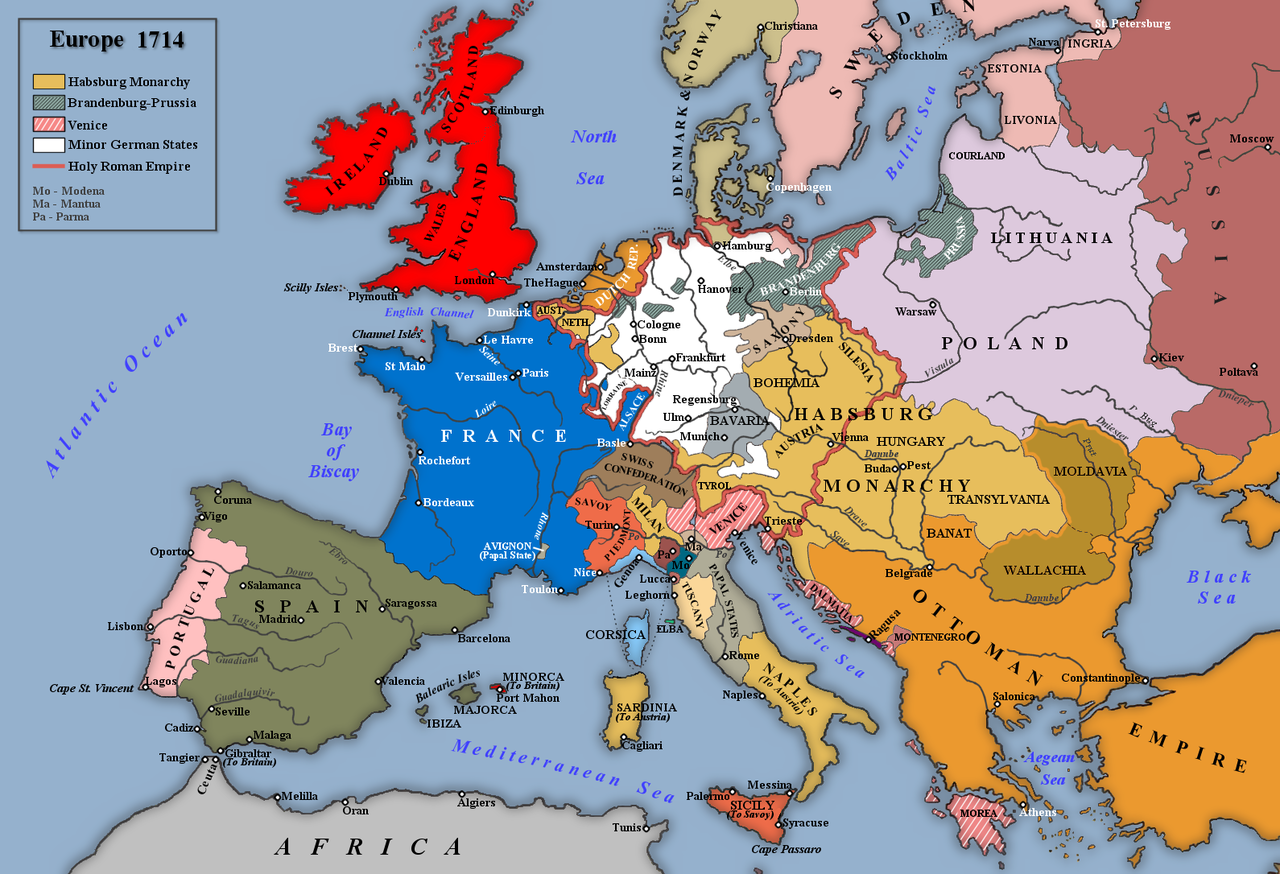 Europe 1714
Habsburg Monarchy
Brandenburg-Prussia
Venice
Minor German States
Holy Roman Empire
Mo - Modena
Ma - Mantua
Pa - Parma
NORWAY
DENMARK &
Christiana
SWEDEN
Stockholm
St. Petersburg
Narva
INGRIA
ESTONIA
LIVONIA
Baltic Sea
COURLAND
RUSSIA
Moscow
SCOTLAND
Edinburgh
IRELAND
Dublin
WALES
ENGLAND
London
North
Sea
Copenhagen
LITHUANIA
PRUSSIA
Scilly Isles
Plymouth
English Channel
Channel Isles
Amsterdam
The Hague
DUTCH REP.
Hamburg
Elbe
Hanover
BRANDENBURG
Berlin
Dunkirk
AUST.
NETH.
Cologne
Bonn
SAXONY
Dresden
SILESIA
Warsaw
POLAND
Vistula
Kiev
Poltava
Dnieper
Bug
Dniester
Atlantic Ocean
Brest
St Malo
Le Havre
Seine
Versailles
Paris
Loire
FRANCE
Mainz
Frankfurt
Rhine
LORRAINE
ALSACE
Regensburg
Ulm
Munich
BAVARIA
BOHEMIA
AUSTRIA
Vienna
HABSBURG
MONARCHY
HUNGARY
Danube
Buda
Pest
TRANSYLVANIA
MOLDAVIA
Prut
Bay
of
Biscay
Rochefort
Bordeaux
Basle
SWISS
CONFEDERATION
TYROL
SAVOY
Turin
PIEDMONT
MILAN
Po
VENICE
Venice
Trieste
Drave
Save
BANAT
Belgrade
WALLACHIA
Danube
Black
Sea
Rhone
AVIGNON
(Papal State)
Nice
Toulon
Genoa
Pa
Ma
Mo
Po
Lucca
Leghorn
TUSCANY
PAPAL STATES
ELBA
CORSICA
Rome
Adriatic Sea
DALMATIA
Ragusa
MONTENEGRO
OTTOMAN
EMPIRE
Constantinople
Salonica
Coruna
Vigo
Oporto
Douro
Ebro
Salamanca
SPAIN
Saragossa
Madrid
Tagus
PORTUGAL
Lisbon
Guadiana
Barcelona
Lagos
Cape St. Vincent
Guadalquivir
Seville
Valencia
Cadiz
Malaga
Gibraltar
(To Britain)
Tangier
Ceuta
Melilla
Oran
Algiers
Tunis
AFRICA
Balearic Isles
MINORCA
(To Britain)
Port Mahon
MAJORCA
IBIZA
Mediterranean Sea
SARDINIA
(To Austria)
Cagliari
NAPLES
(To Austria)
Naples
Messina
Palermo
SICILY
(To Savoy)
Syracuse
Cape Passaro
Aegean
Sea
MOREA
Athens